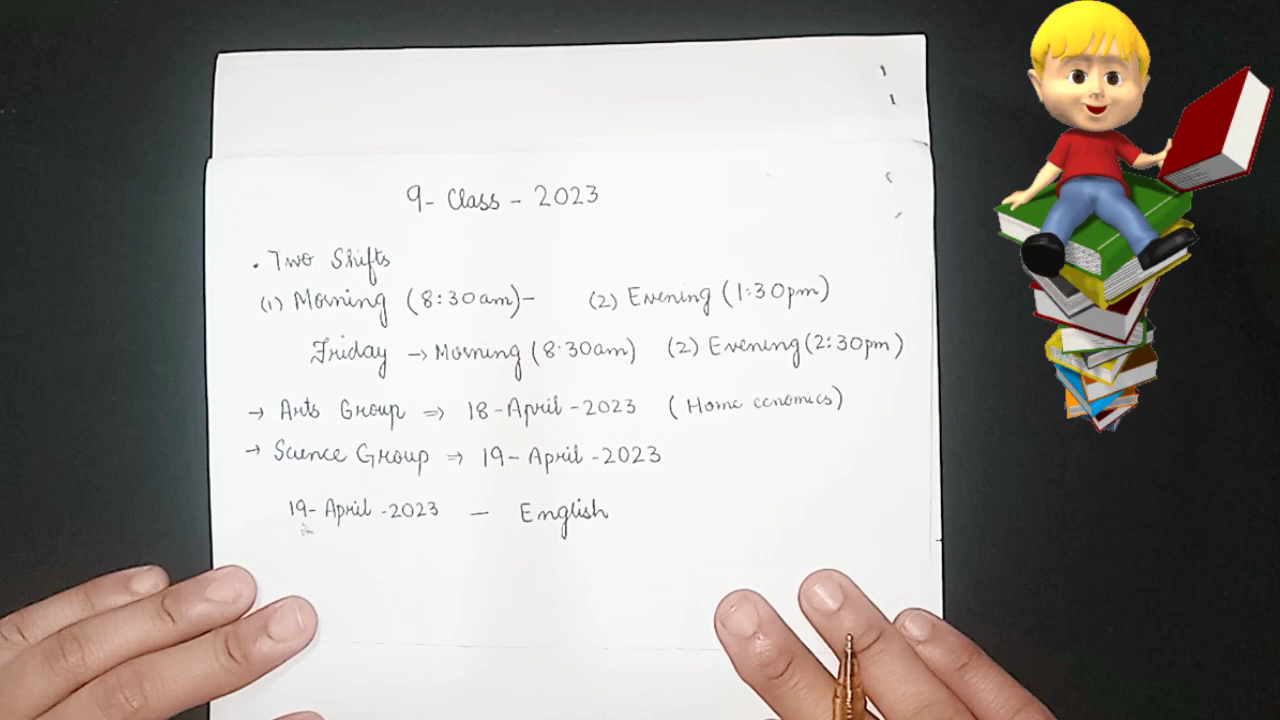 9- Class - 2023
. Two Shifts
(1) Morning (8:30am)- (2) Evening (1:30pm)
Friday → Morning (8:30am) (2) Evening (2:30pm)
→ Arts Group ⇒ 18-April-2023 (Home ecnomics)
→ Science Group ⇒ 19-April-2023
19-April-2023 - English